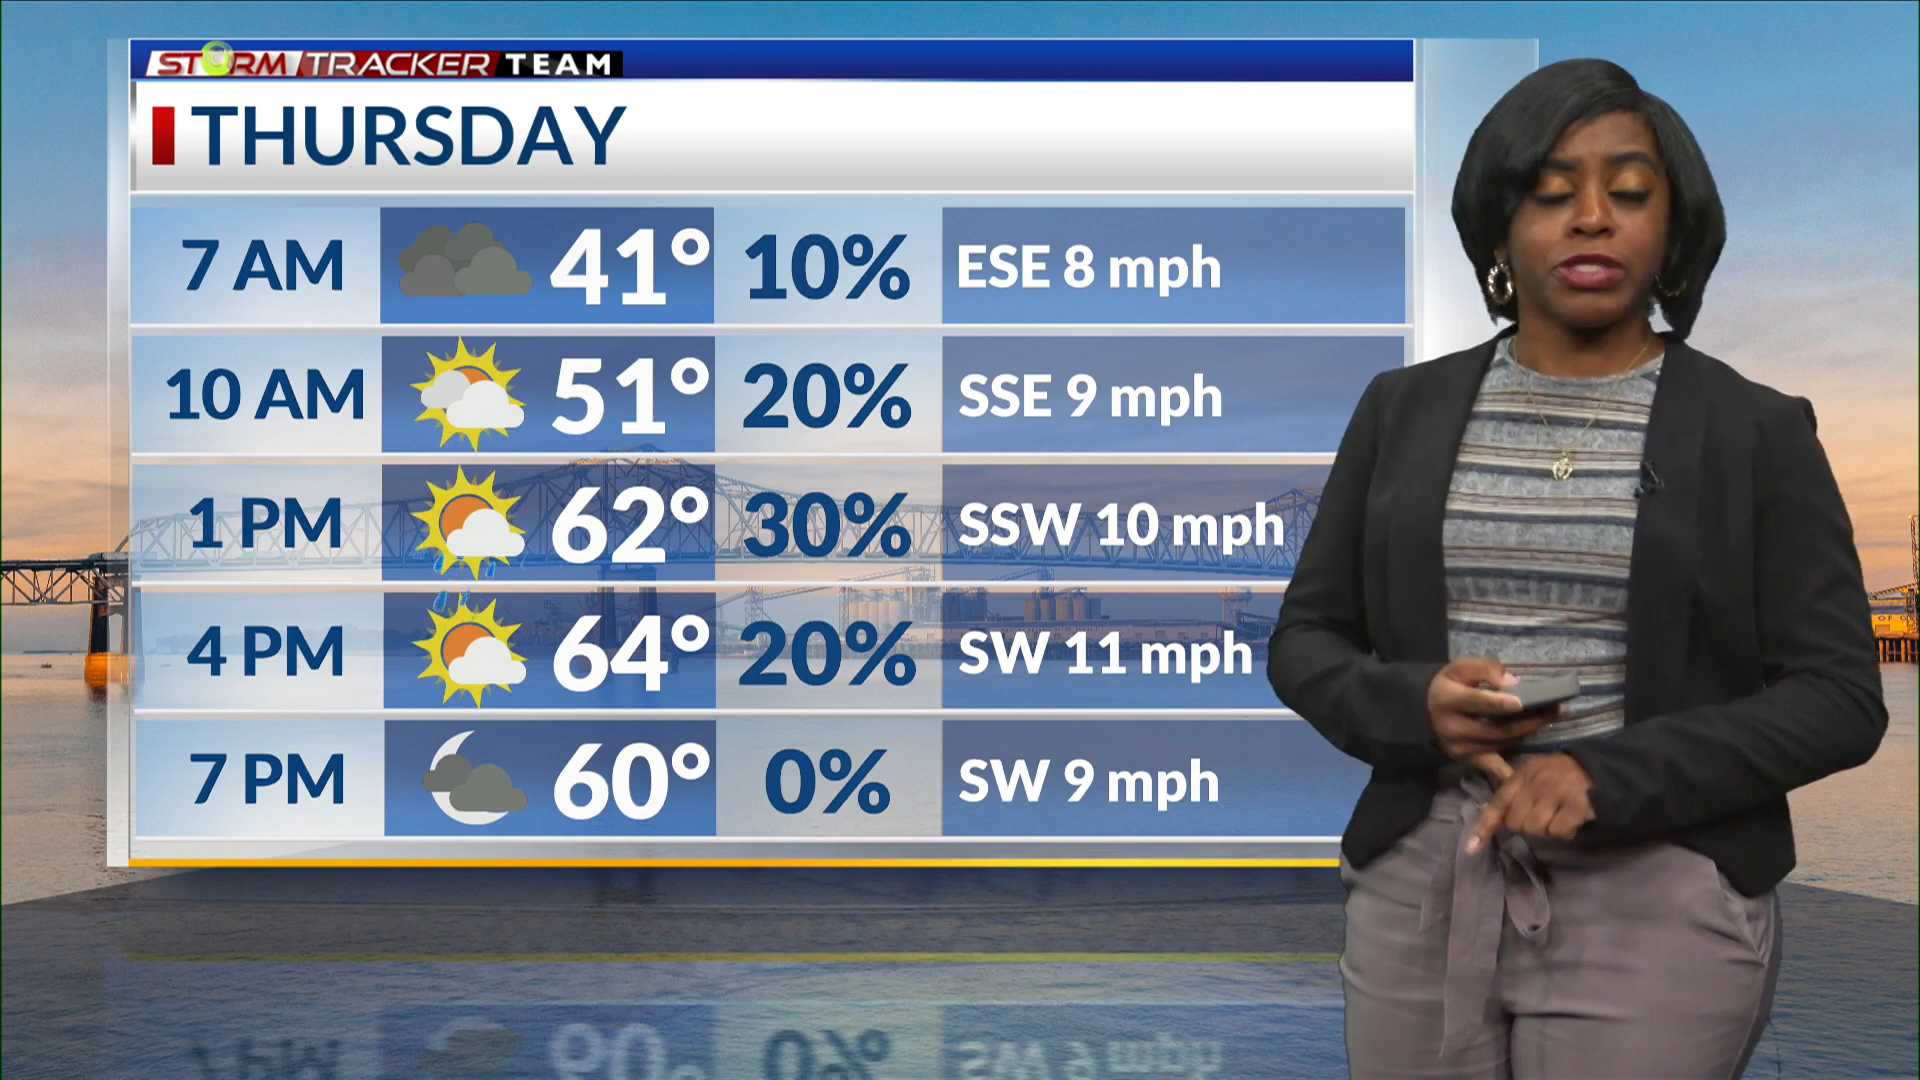 STORM TRACKER TEAM
THURSDAY
7 AM 41° 10% ESE 8 mph
10 AM 51° 20% SSE 9 mph
1 PM 62° 30% SSW 10 mph
4 PM 64° 20% SW 11 mph
7 PM 60° 0% SW 9 mph